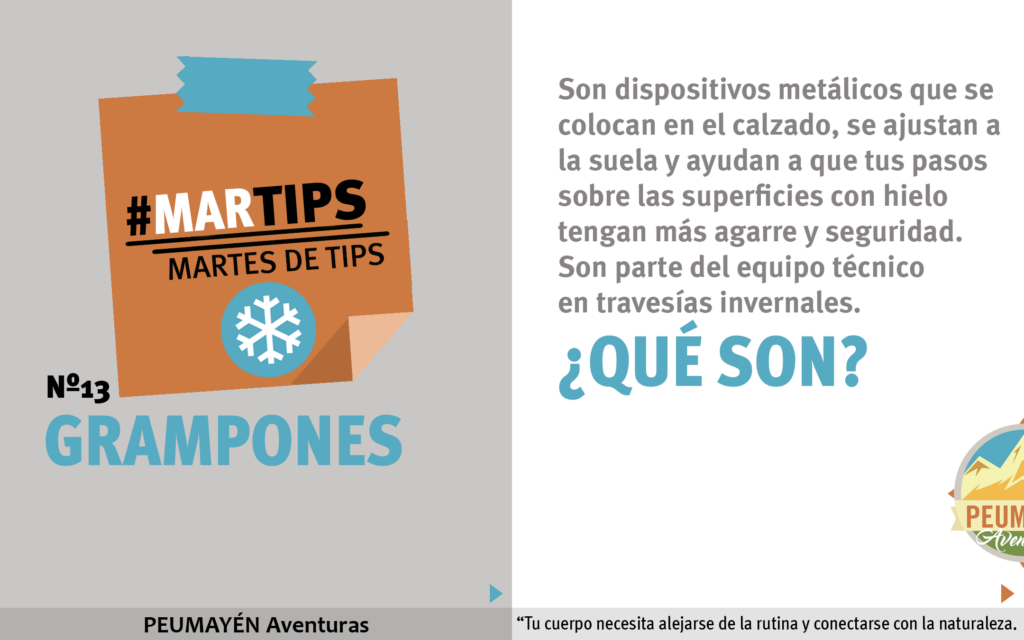 #MARTIPS
MARTES DE TIPS
Nº13
GRAMPONES
PEUMAYÉN Aventuras
Son dispositivos metálicos que se
colocan en el calzado, se ajustan a
la suela y ayudan a que tus pasos
sobre las superficies con hielo
tengan más agarre y seguridad.
Son parte del equipo técnico
en travesías invernales.
¿QUÉ SON?
PEUM
Aven
“Tu cuerpo necesita alejarse de la rutina y conectarse con la naturaleza.